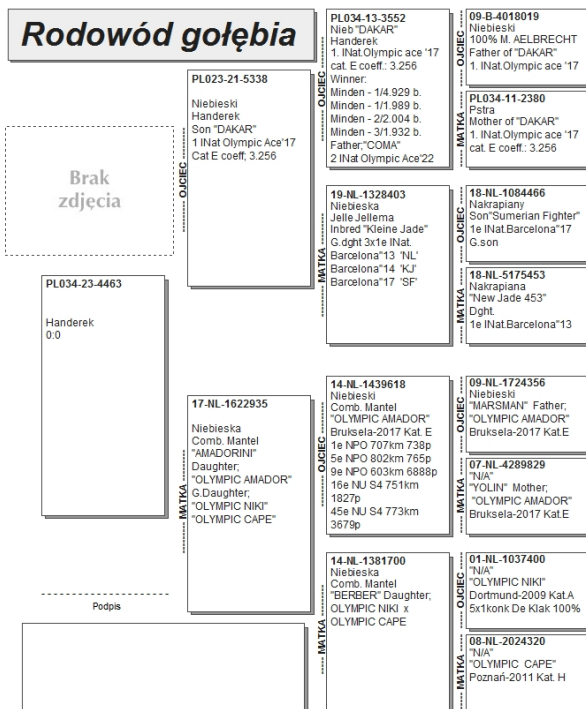 Rodowód gołębia
Brak
zdjęcia
PL034-23-4463
Handerek
0:0
Podpis
OJCIEC
PL023-21-5338
Niebieski
Handerek
Son "DAKAR"
1 INat Olympic Ace'17
Cat E coeff; 3.256
MATKA
17-NL-1622935
Niebieska
Comb. Mantel
"AMADORINI"
Daughter;
"OLYMPIC AMADOR"
G.Daughter;
"OLYMPIC NIKI"
"OLYMPIC CAPE"
OJCIEC
PL034-13-3552
Nieb "DAKAR"
Handerek
1. INat.Olympic ace '17
cat. E coeff.: 3.256
Winner:
Minden - 1/4.929 b.
Minden - 1/1.989 b.
Minden - 2/2.004 b.
Minden - 3/1.932 b.
Father;"COMA"
2 INat Olympic Ace'22
MATKA
19-NL-1328403
Niebieska
Jelle Jellema
Inbred "Kleine Jade"
G.dght 3x1e INat.
Barcelona"13 'NL'
Barcelona"14 'KJ'
Barcelona"17 'SF'
OJCIEC
14-NL-1439618
Niebieski
Comb. Mantel
"OLYMPIC AMADOR"
Bruksela-2017 Kat. E
1e NPO 707km 738p
5e NPO 802km 765p
9e NPO 603km 6888p
16e NU S4 751km
1827p
45e NU S4 773km
3679p
MATKA
14-NL-1381700
Niebieska
Comb. Mantel
"BERBER" Daughter;
OLYMPIC NIKI x
OLYMPIC CAPE
OJCIEC
09-B-4018019
Niebieski
100% M. AELBRECHT
Father of "DAKAR"
1. INat.Olympic ace '17
MATKA
PL034-11-2380
Pstra
Mother of "DAKAR"
1. INat.Olympic ace '17
cat. E coeff.: 3.256
OJCIEC
18-NL-1084466
Nakrapiany
Son"Sumerian Fighter"
1e INat.Barcelona"17
G.son
MATKA
18-NL-5175453
Nakrapiana
"New Jade 453"
Dght.
1e INat.Barcelona"13
OJCIEC
09-NL-1724356
Niebieski
"MARSMAN" Father;
"OLYMPIC AMADOR"
Bruksela-2017 Kat.E
MATKA
07-NL-4289829
"N/A"
"YOLIN" Mother;
"OLYMPIC AMADOR"
Bruksela-2017 Kat.E
OJCIEC
01-NL-1037400
"N/A"
"OLYMPIC NIKI"
Dortmund-2009 Kat.A
5x1konk De Klak 100%
MATKA
08-NL-2024320
"N/A"
"OLYMPIC CAPE"
Poznań-2011 Kat. H